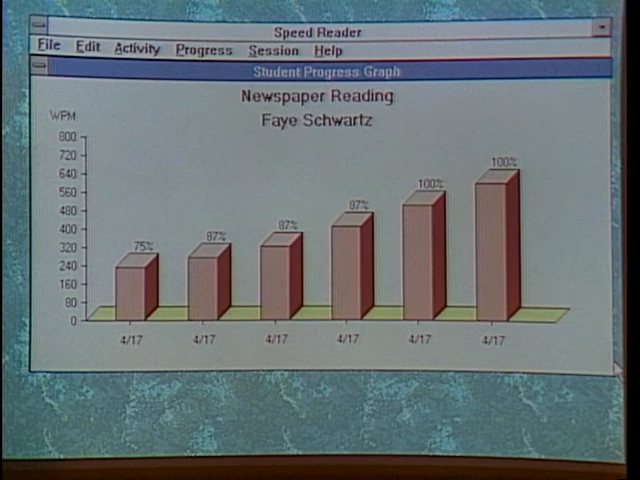 Speed Reader
File Edit Activity Progress Session Help
Student Progress Graph
Newspaper Reading
Faye Schwartz
WPM
800
720
640
560
480
400
320
240
160
80
0
75% 87% 87% 87% 100% 100%
4/17 4/17 4/17 4/17 4/17 4/17